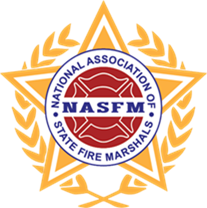 NATIONAL ASSOCIATION OF
NASFM
STATE FIRE MARSHALS